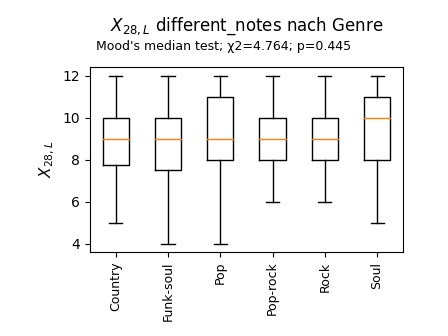 X28,L different_notes nach Genre
Mood's median test; χ2=4.764; p=0.445
12
10
8
6
4
X28,L
Country
Funk-soul
Pop
Pop-rock
Rock
Soul